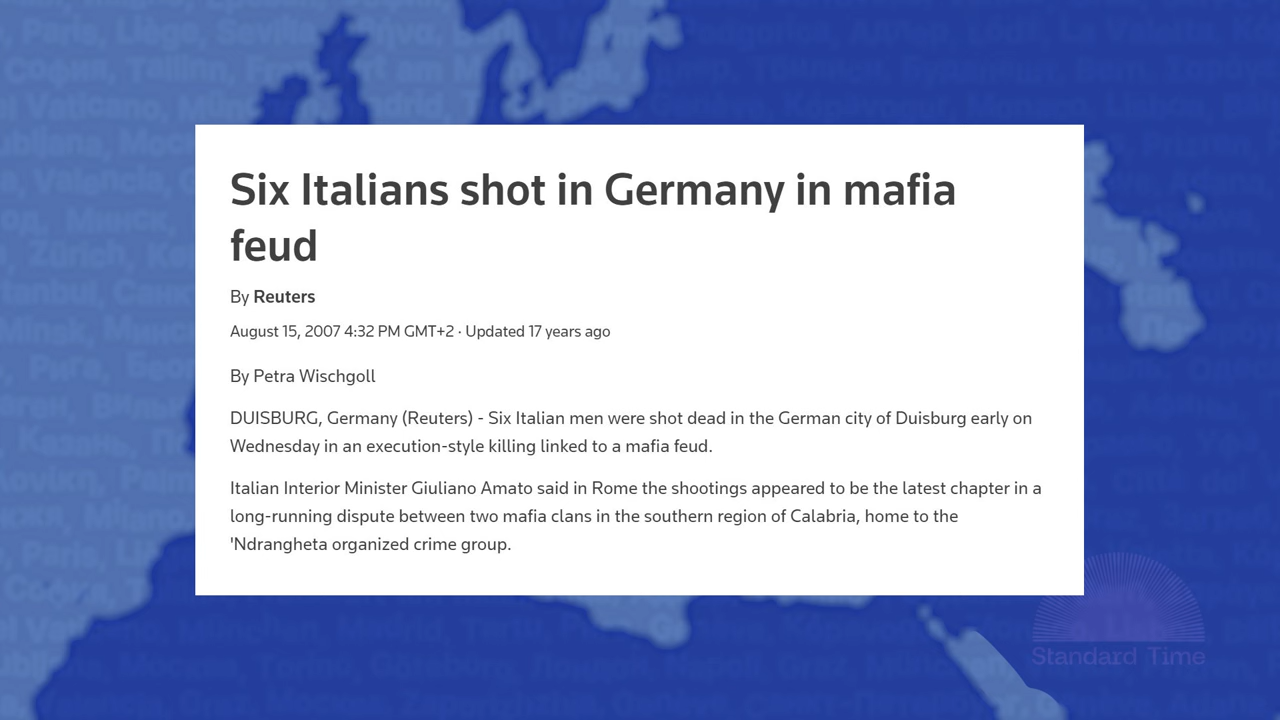 Six Italians shot in Germany in mafia
feud
By Reuters
August 15, 2007 4:32 PM GMT+2 · Updated 17 years ago
By Petra Wischgoll
DUISBURG, Germany (Reuters) - Six Italian men were shot dead in the German city of Duisburg early on
Wednesday in an execution-style killing linked to a mafia feud.
Italian Interior Minister Giuliano Amato said in Rome the shootings appeared to be the latest chapter in a
long-running dispute between two mafia clans in the southern region of Calabria, home to the
'Ndrangheta organized crime group.
Standard Time